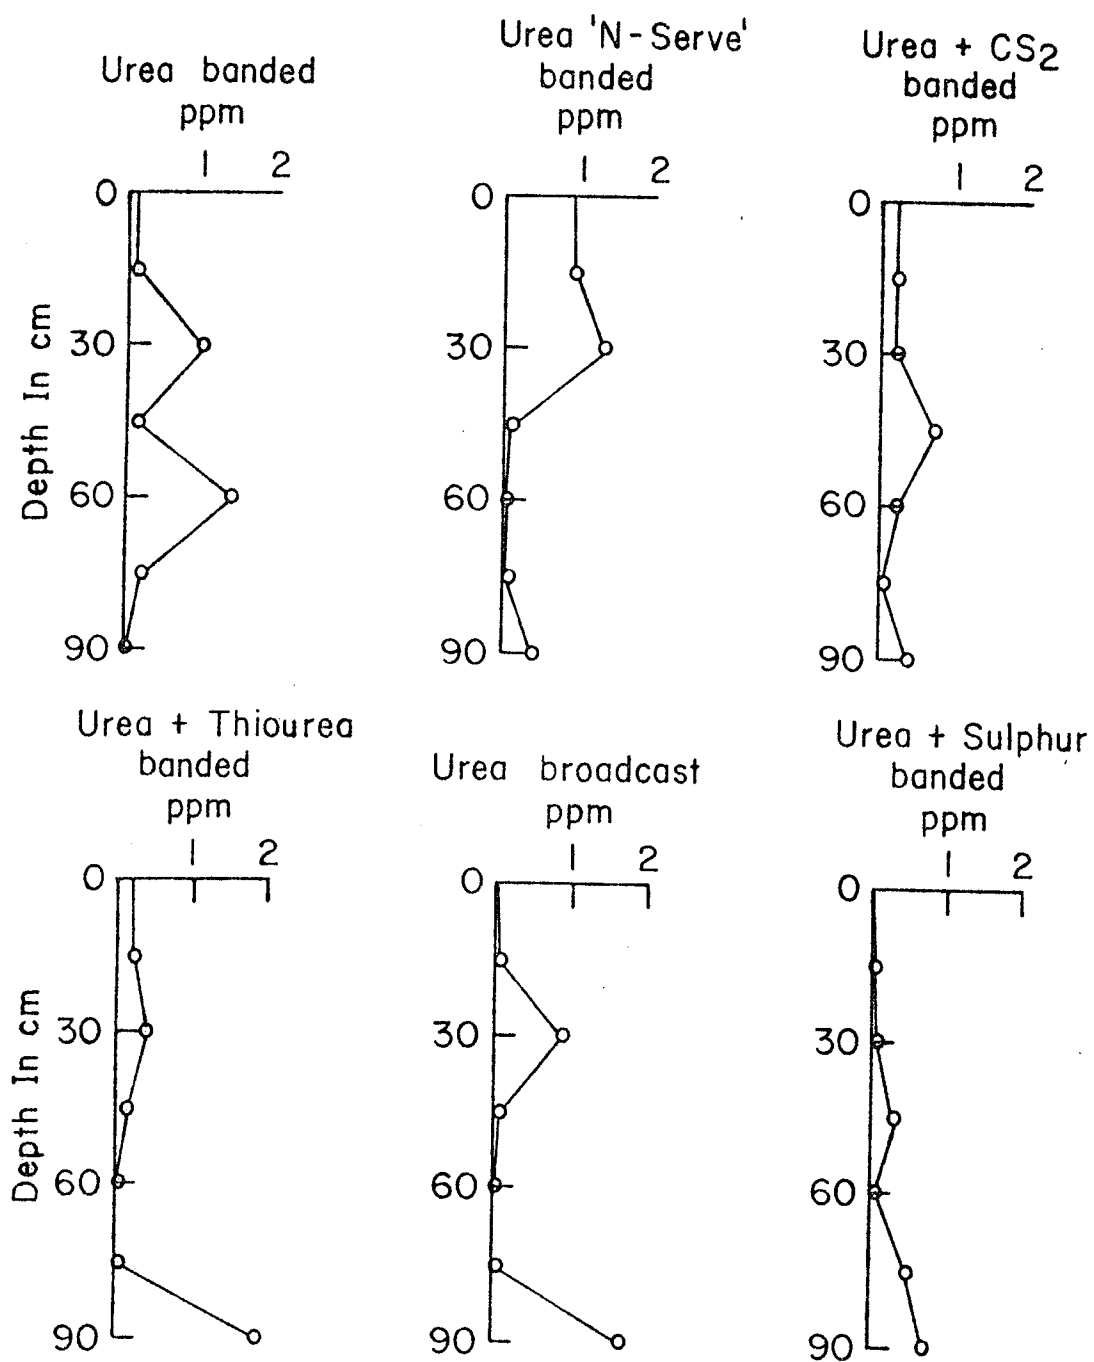 Urea banded
ppm
1 2
0
30
60
90
Depth In cm
Urea 'N-Serve'
banded
ppm
1 2
0
30
60
90
Urea + CS2
banded
ppm
1 2
0
30
60
90
Urea + Thiourea
banded
ppm
1 2
0
30
60
90
Depth In cm
Urea broadcast
ppm
1 2
0
30
60
90
Urea + Sulphur
banded
ppm
1 2
0
30
60
90